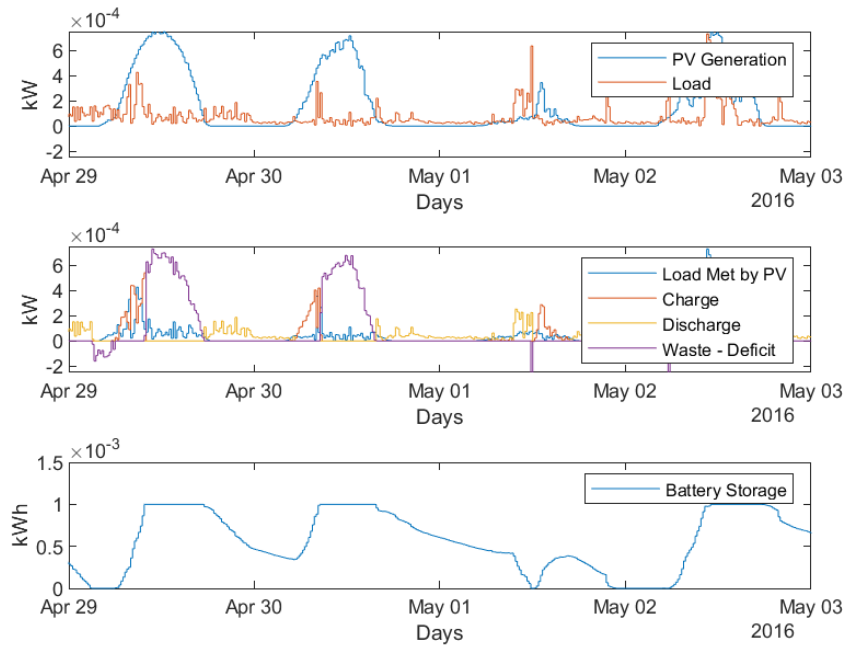 ×10⁻⁴
6
4
2
0
-2
kW
PV Generation
Load
Apr 29 Apr 30 May 01 May 02 May 03
Days 2016
×10⁻⁴
6
4
2
0
-2
kW
Load Met by PV
Charge
Discharge
Waste - Deficit
Apr 29 Apr 30 May 01 May 02 May 03
Days 2016
×10⁻³
1.5
1
0.5
0
kWh
Battery Storage
Apr 29 Apr 30 May 01 May 02 May 03
Days 2016